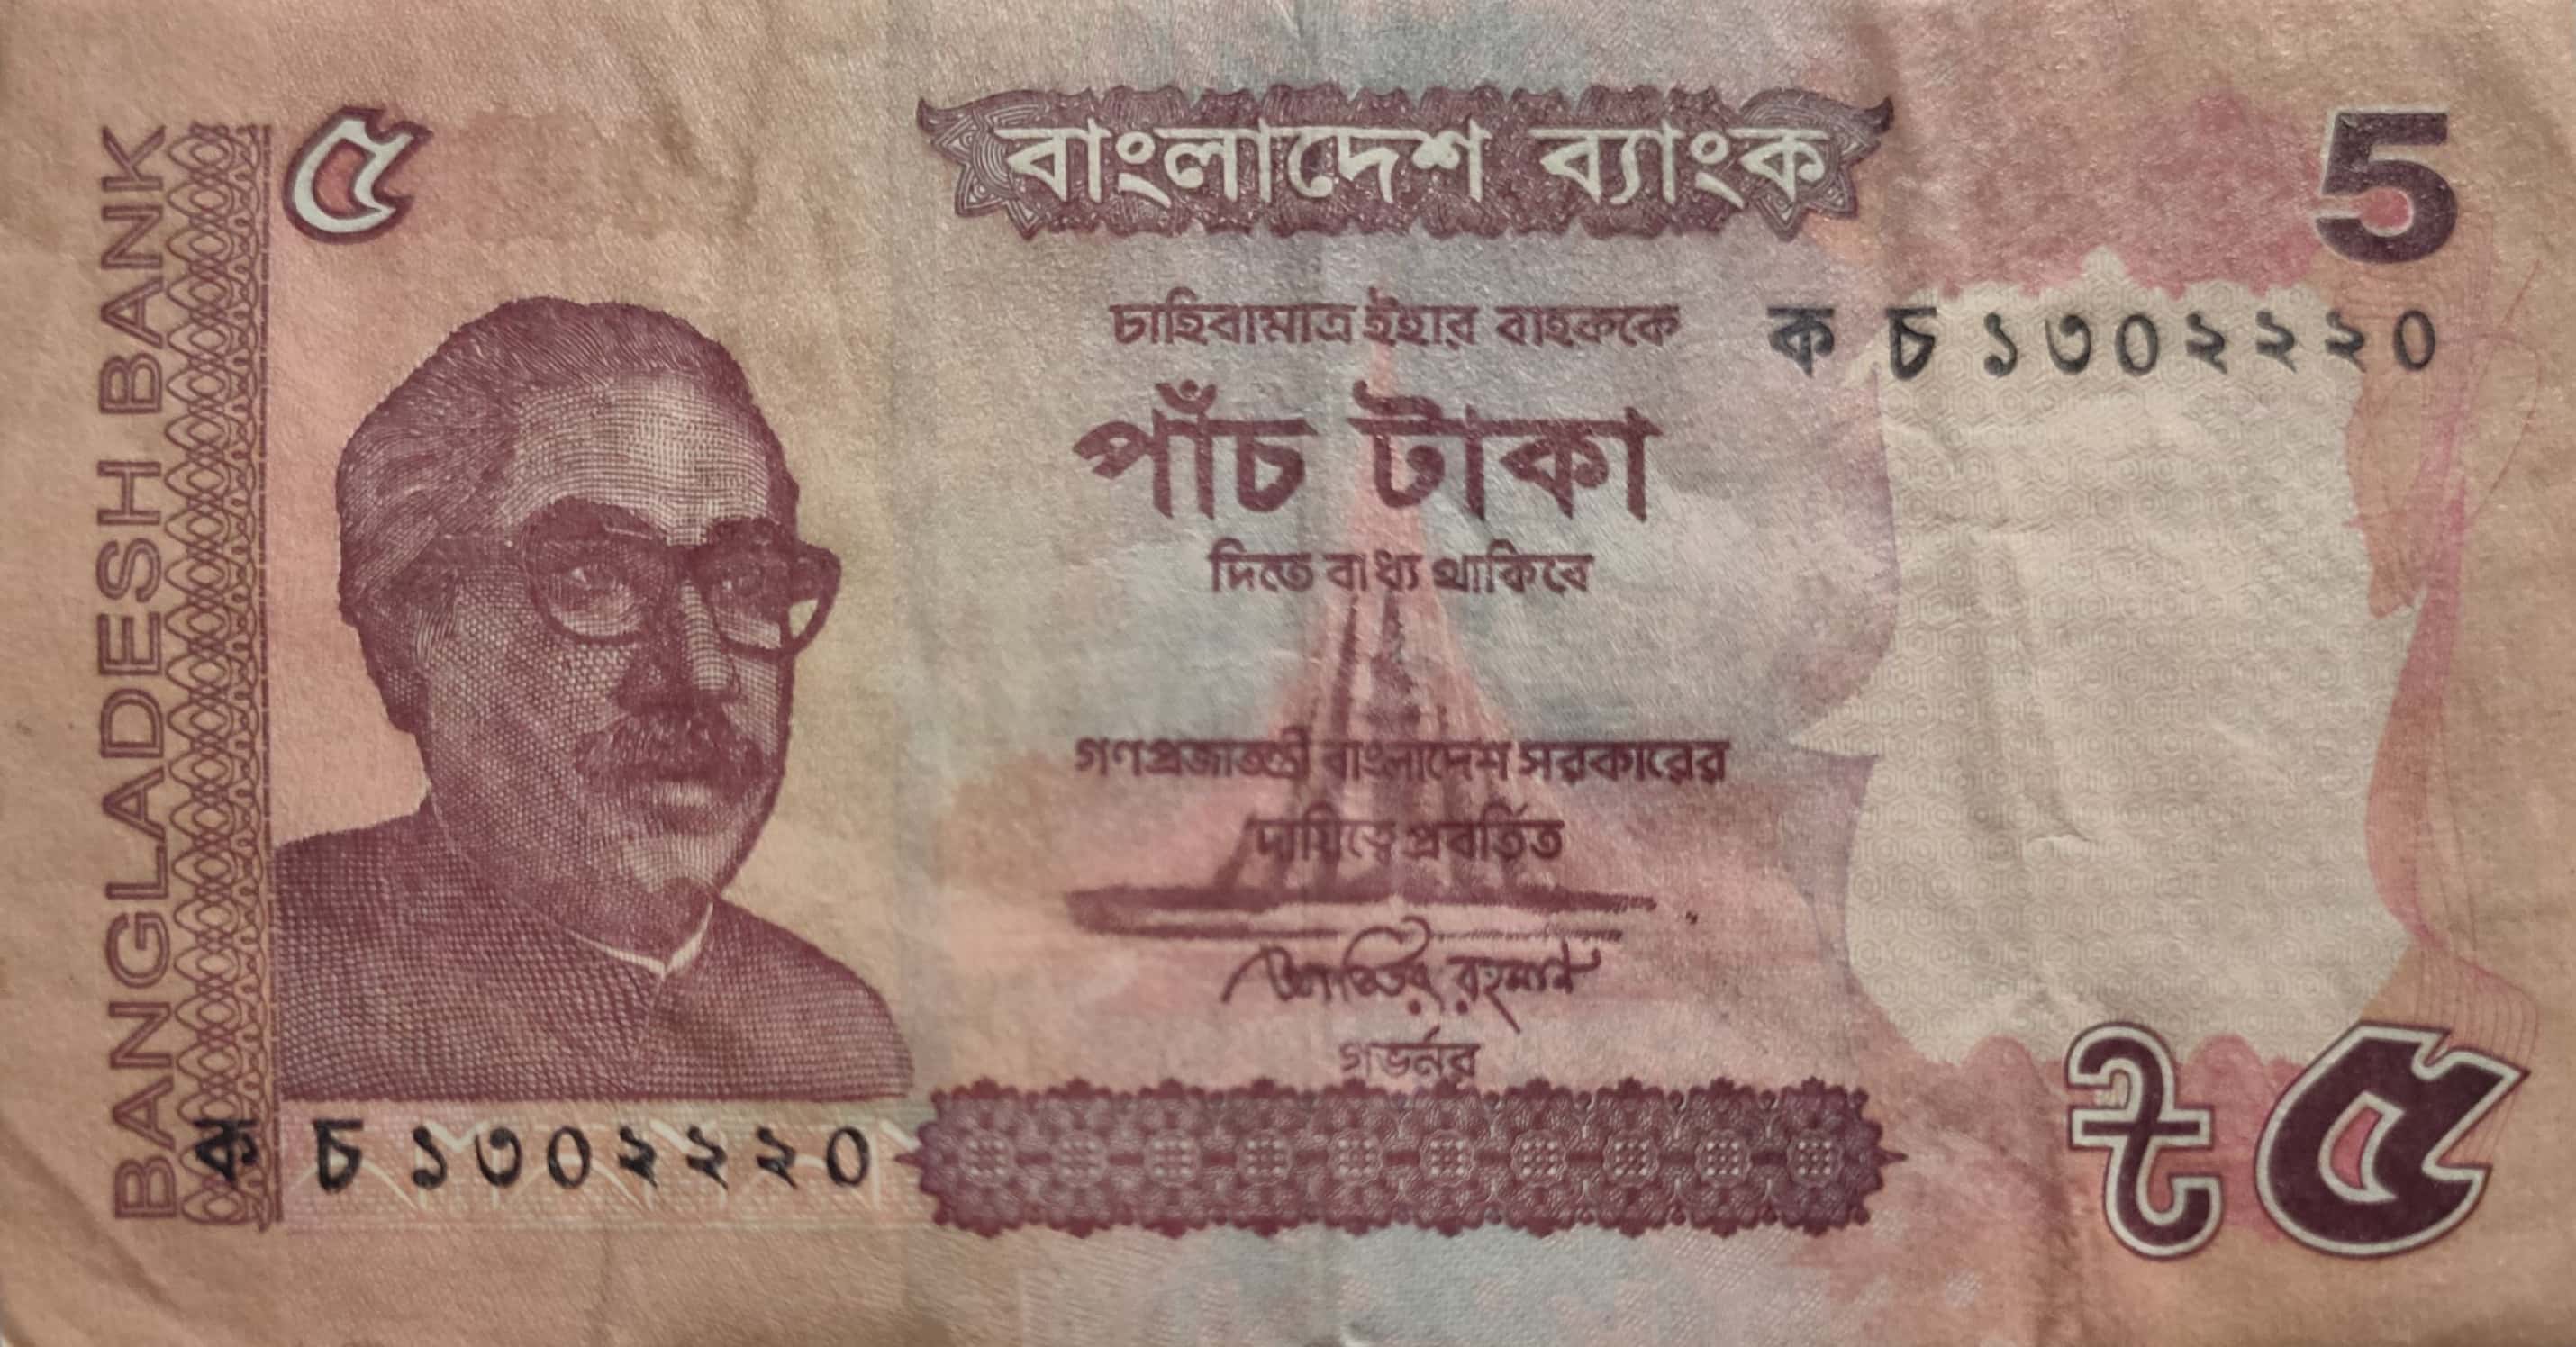 BANGLADESH BANK
৫
বাংলাদেশ ব্যাংক
5
চাহিবামাত্র ইহার বাহককে
ক চ ১৩০২২২০
পাঁচ টাকা
দিতে বাধ্য থাকিবে
গণপ্রজাতন্ত্রী বাংলাদেশ সরকারের
দায়িত্বে প্রবর্তিত
আতিউর রহমান
গভর্নর
ক চ ১৩০২২২০
৳ ৫